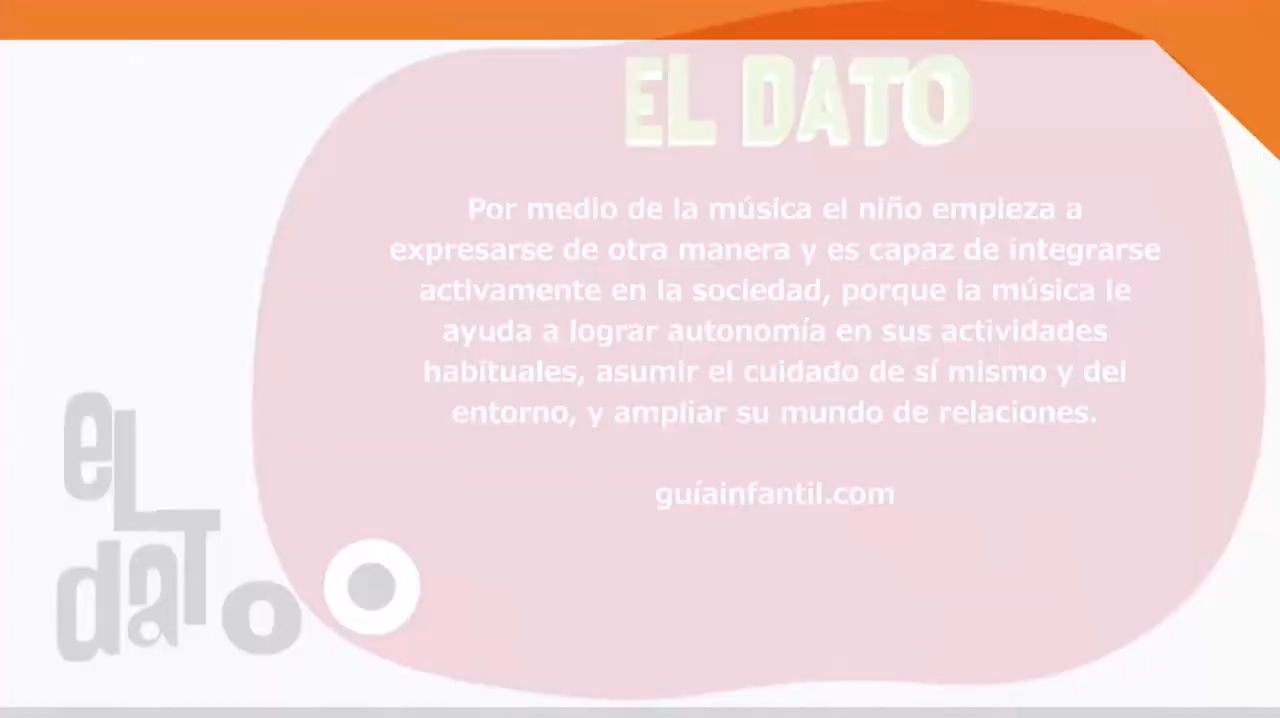 EL DATO
Por medio de la música el niño empieza a
expresarse de otra manera y es capaz de integrarse
activamente en la sociedad, porque la música le
ayuda a lograr autonomía en sus actividades
habituales, asumir el cuidado de sí mismo y del
entorno, y ampliar su mundo de relaciones.
guíainfantil.com
eL
daTo